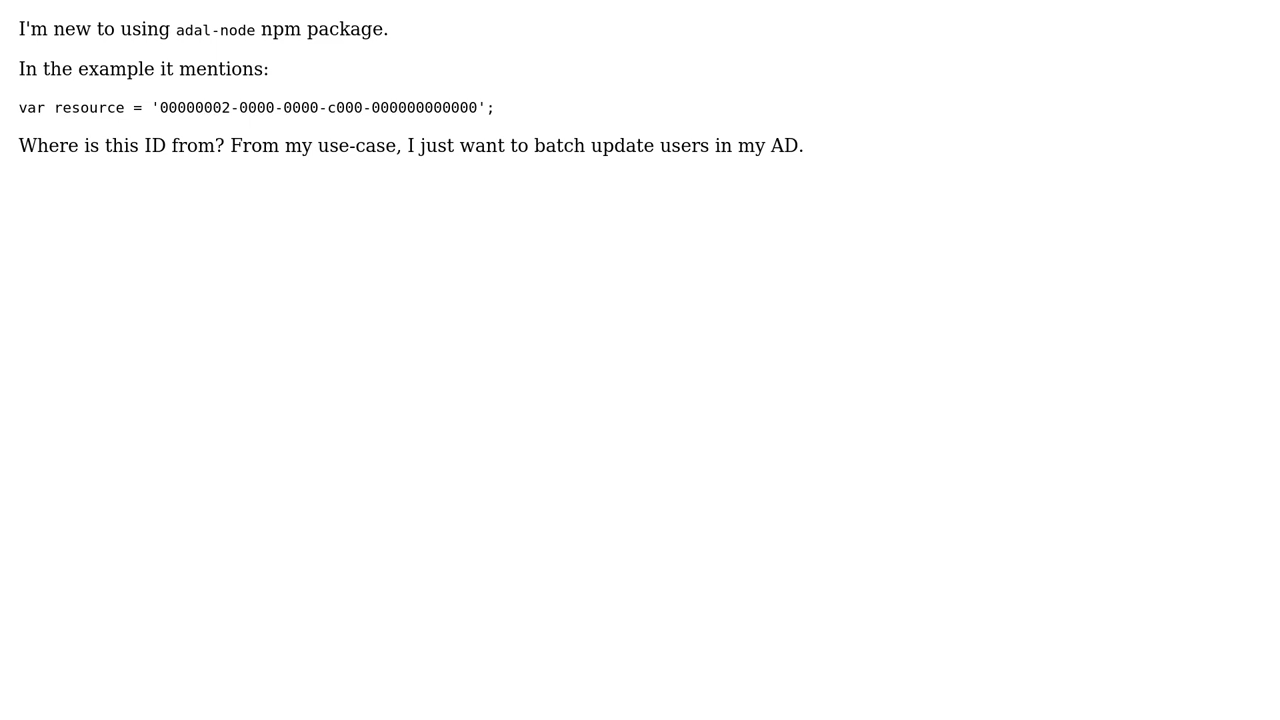 I'm new to using adal-node npm package.
In the example it mentions:
var resource = '00000002-0000-0000-c000-000000000000';
Where is this ID from? From my use-case, I just want to batch update users in my AD.